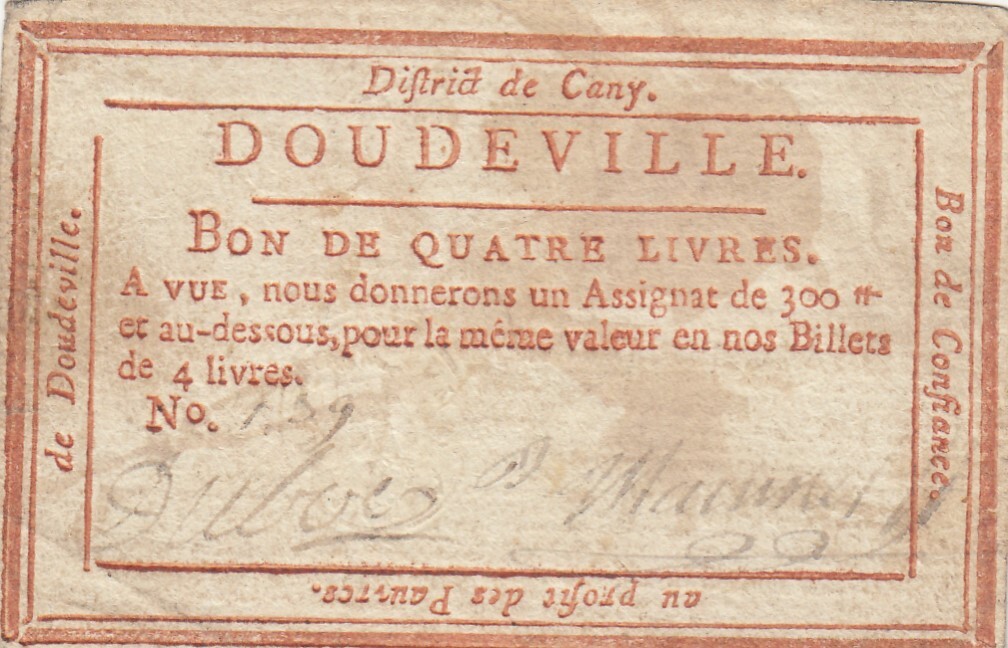 Diſtrict de Cany.
DOUDEVILLE.
BON DE QUATRE LIVRES.
A VUE, nous donnerons un Assignat de 300 ₶
et au-dessous, pour la même valeur en nos Billets
de 4 livres.
No.
Bon de Confiance.
au profit des Pauvres.
de Doudeville.